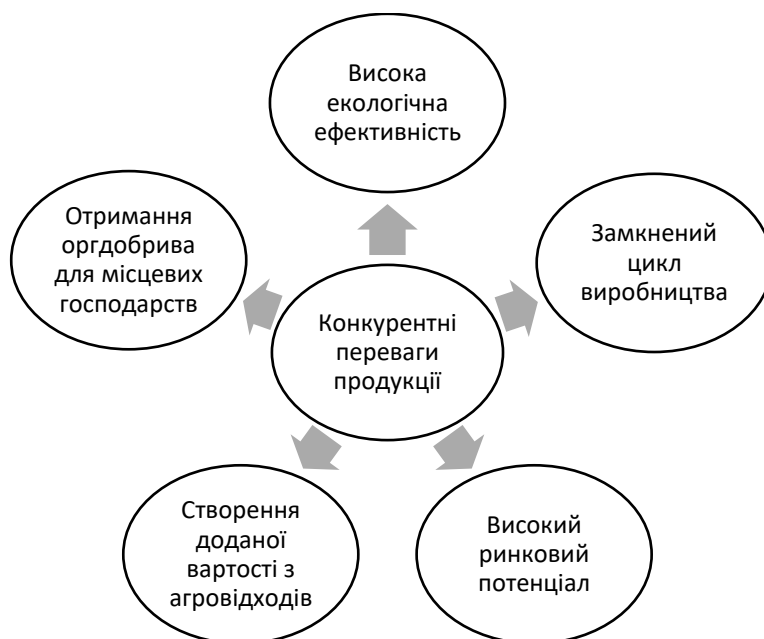 Висока
екологічна
ефективність
Отримання
оргдобрива
для місцевих
господарств
Замкнений
цикл
виробництва
Конкурентні
переваги
продукції
Створення
доданої
вартості з
агровідходів
Високий
ринковий
потенціал